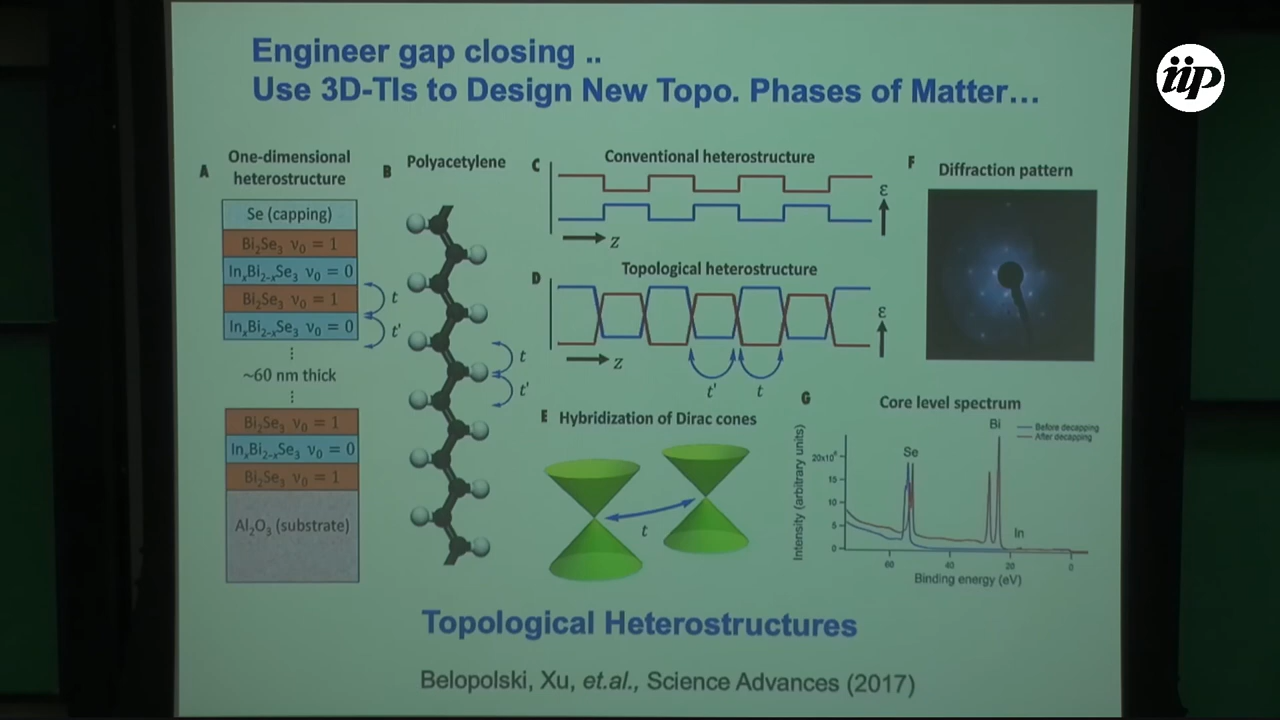 Engineer gap closing ..
Use 3D-TIs to Design New Topo. Phases of Matter…
iip
A
One-dimensional
heterostructure
Se (capping)
Bi₂Se₃ ν₀ = 1
InₓBi₂₋ₓSe₃ ν₀ = 0
Bi₂Se₃ ν₀ = 1
InₓBi₂₋ₓSe₃ ν₀ = 0
t
t'
⋮
~60 nm thick
⋮
Bi₂Se₃ ν₀ = 1
InₓBi₂₋ₓSe₃ ν₀ = 0
Bi₂Se₃ ν₀ = 1
Al₂O₃ (substrate)
B
Polyacetylene
t
t'
C
Conventional heterostructure
ε
z
D
Topological heterostructure
ε
z
t' t
E
Hybridization of Dirac cones
t
F
Diffraction pattern
G
Core level spectrum
Before decapping
After decapping
Bi
Se
In
Intensity (arbitrary units)
15
10
5
0
60 40 20 0
Binding energy (eV)
Topological Heterostructures
Belopolski, Xu, et.al., Science Advances (2017)